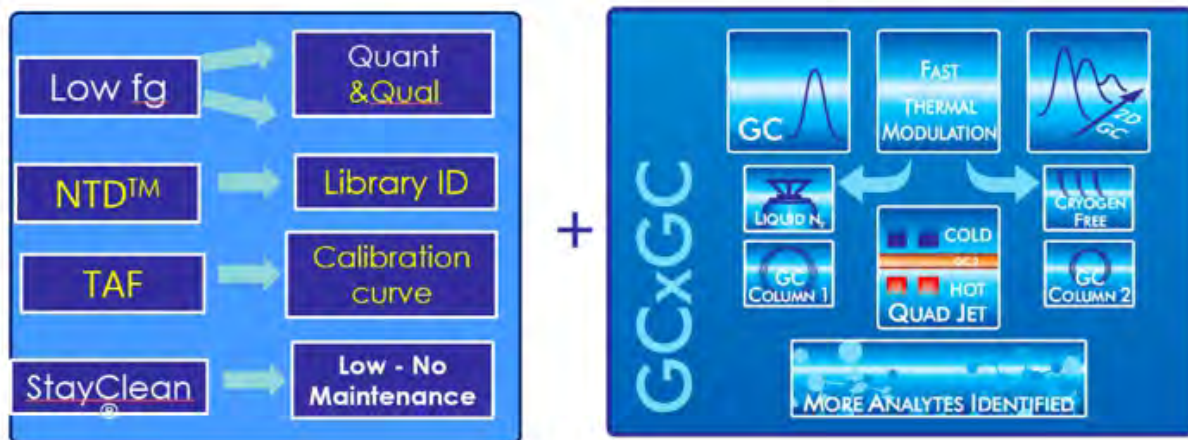 Low fg
Quant
&Qual
NTD™
Library ID
TAF
Calibration
curve
StayClean
®
Low - No
Maintenance
+
GCxGC
GC
FAST
THERMAL
MODULATION
2D
GC
LIQUID N₂
CRYOGEN
FREE
COLD
GC 2
HOT
QUAD JET
GC
COLUMN 1
GC
COLUMN 2
MORE ANALYTES IDENTIFIED